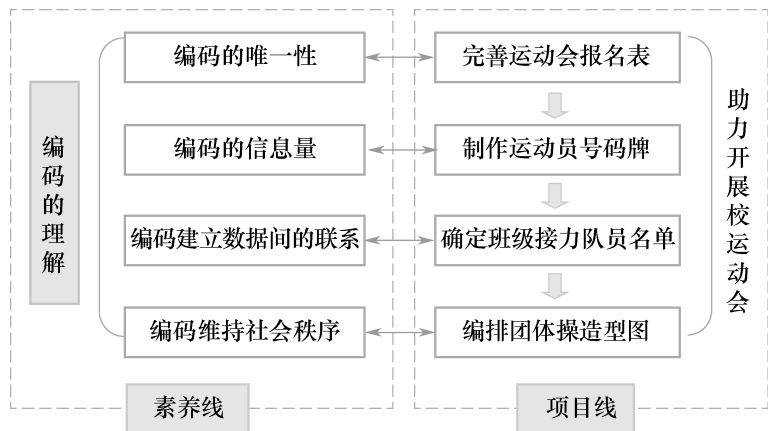 编码的理解
编码的唯一性
编码的信息量
编码建立数据间的联系
编码维持社会秩序
素养线
完善运动会报名表
制作运动员号码牌
确定班级接力队员名单
编排团体操造型图
助力开展校运动会
项目线